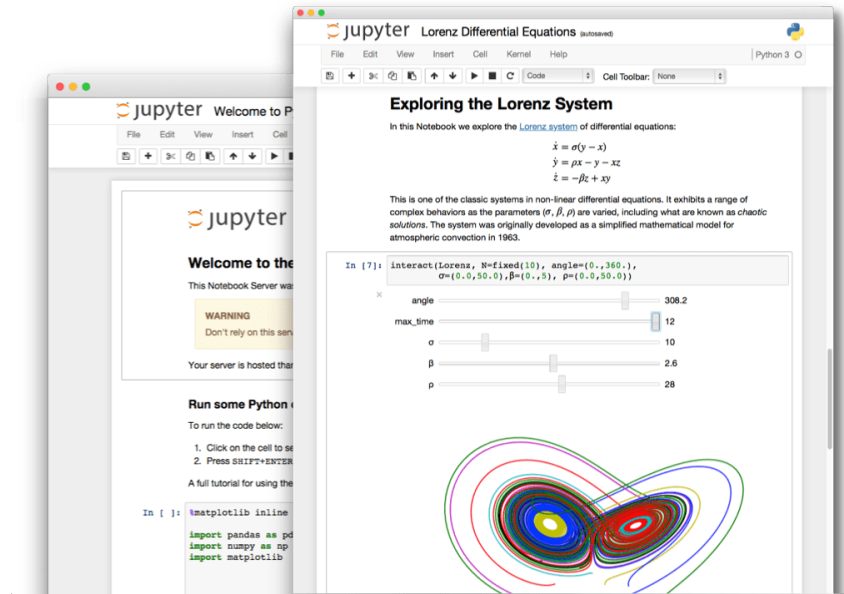 jupyter Lorenz Differential Equations (autosaved)
File Edit View Insert Cell Kernel Help Python 3
Code Cell Toolbar: None
Exploring the Lorenz System
In this Notebook we explore the Lorenz system of differential equations:
ẋ = σ(y − x)
ẏ = ρx − y − xz
ż = −βz + xy
This is one of the classic systems in non-linear differential equations. It exhibits a range of
complex behaviors as the parameters (σ, β, ρ) are varied, including what are known as chaotic
solutions. The system was originally developed as a simplified mathematical model for
atmospheric convection in 1963.
In [7]: interact(Lorenz, N=fixed(10), angle=(0.,360.),
σ=(0.0,50.0),β=(0.,5), ρ=(0.0,50.0))
angle 308.2
max_time 12
σ 10
β 2.6
ρ 28
jupyter Welcome to P
File Edit View Insert Cell
jupyter
Welcome to the
This Notebook Server was
WARNING
Don't rely on this serv
Your server is hosted than
Run some Python
To run the code below:
1. Click on the cell to se
2. Press SHIFT+ENTER
A full tutorial for using the
In [ ]: %matplotlib inline
import pandas as pd
import numpy as np
import matplotlib